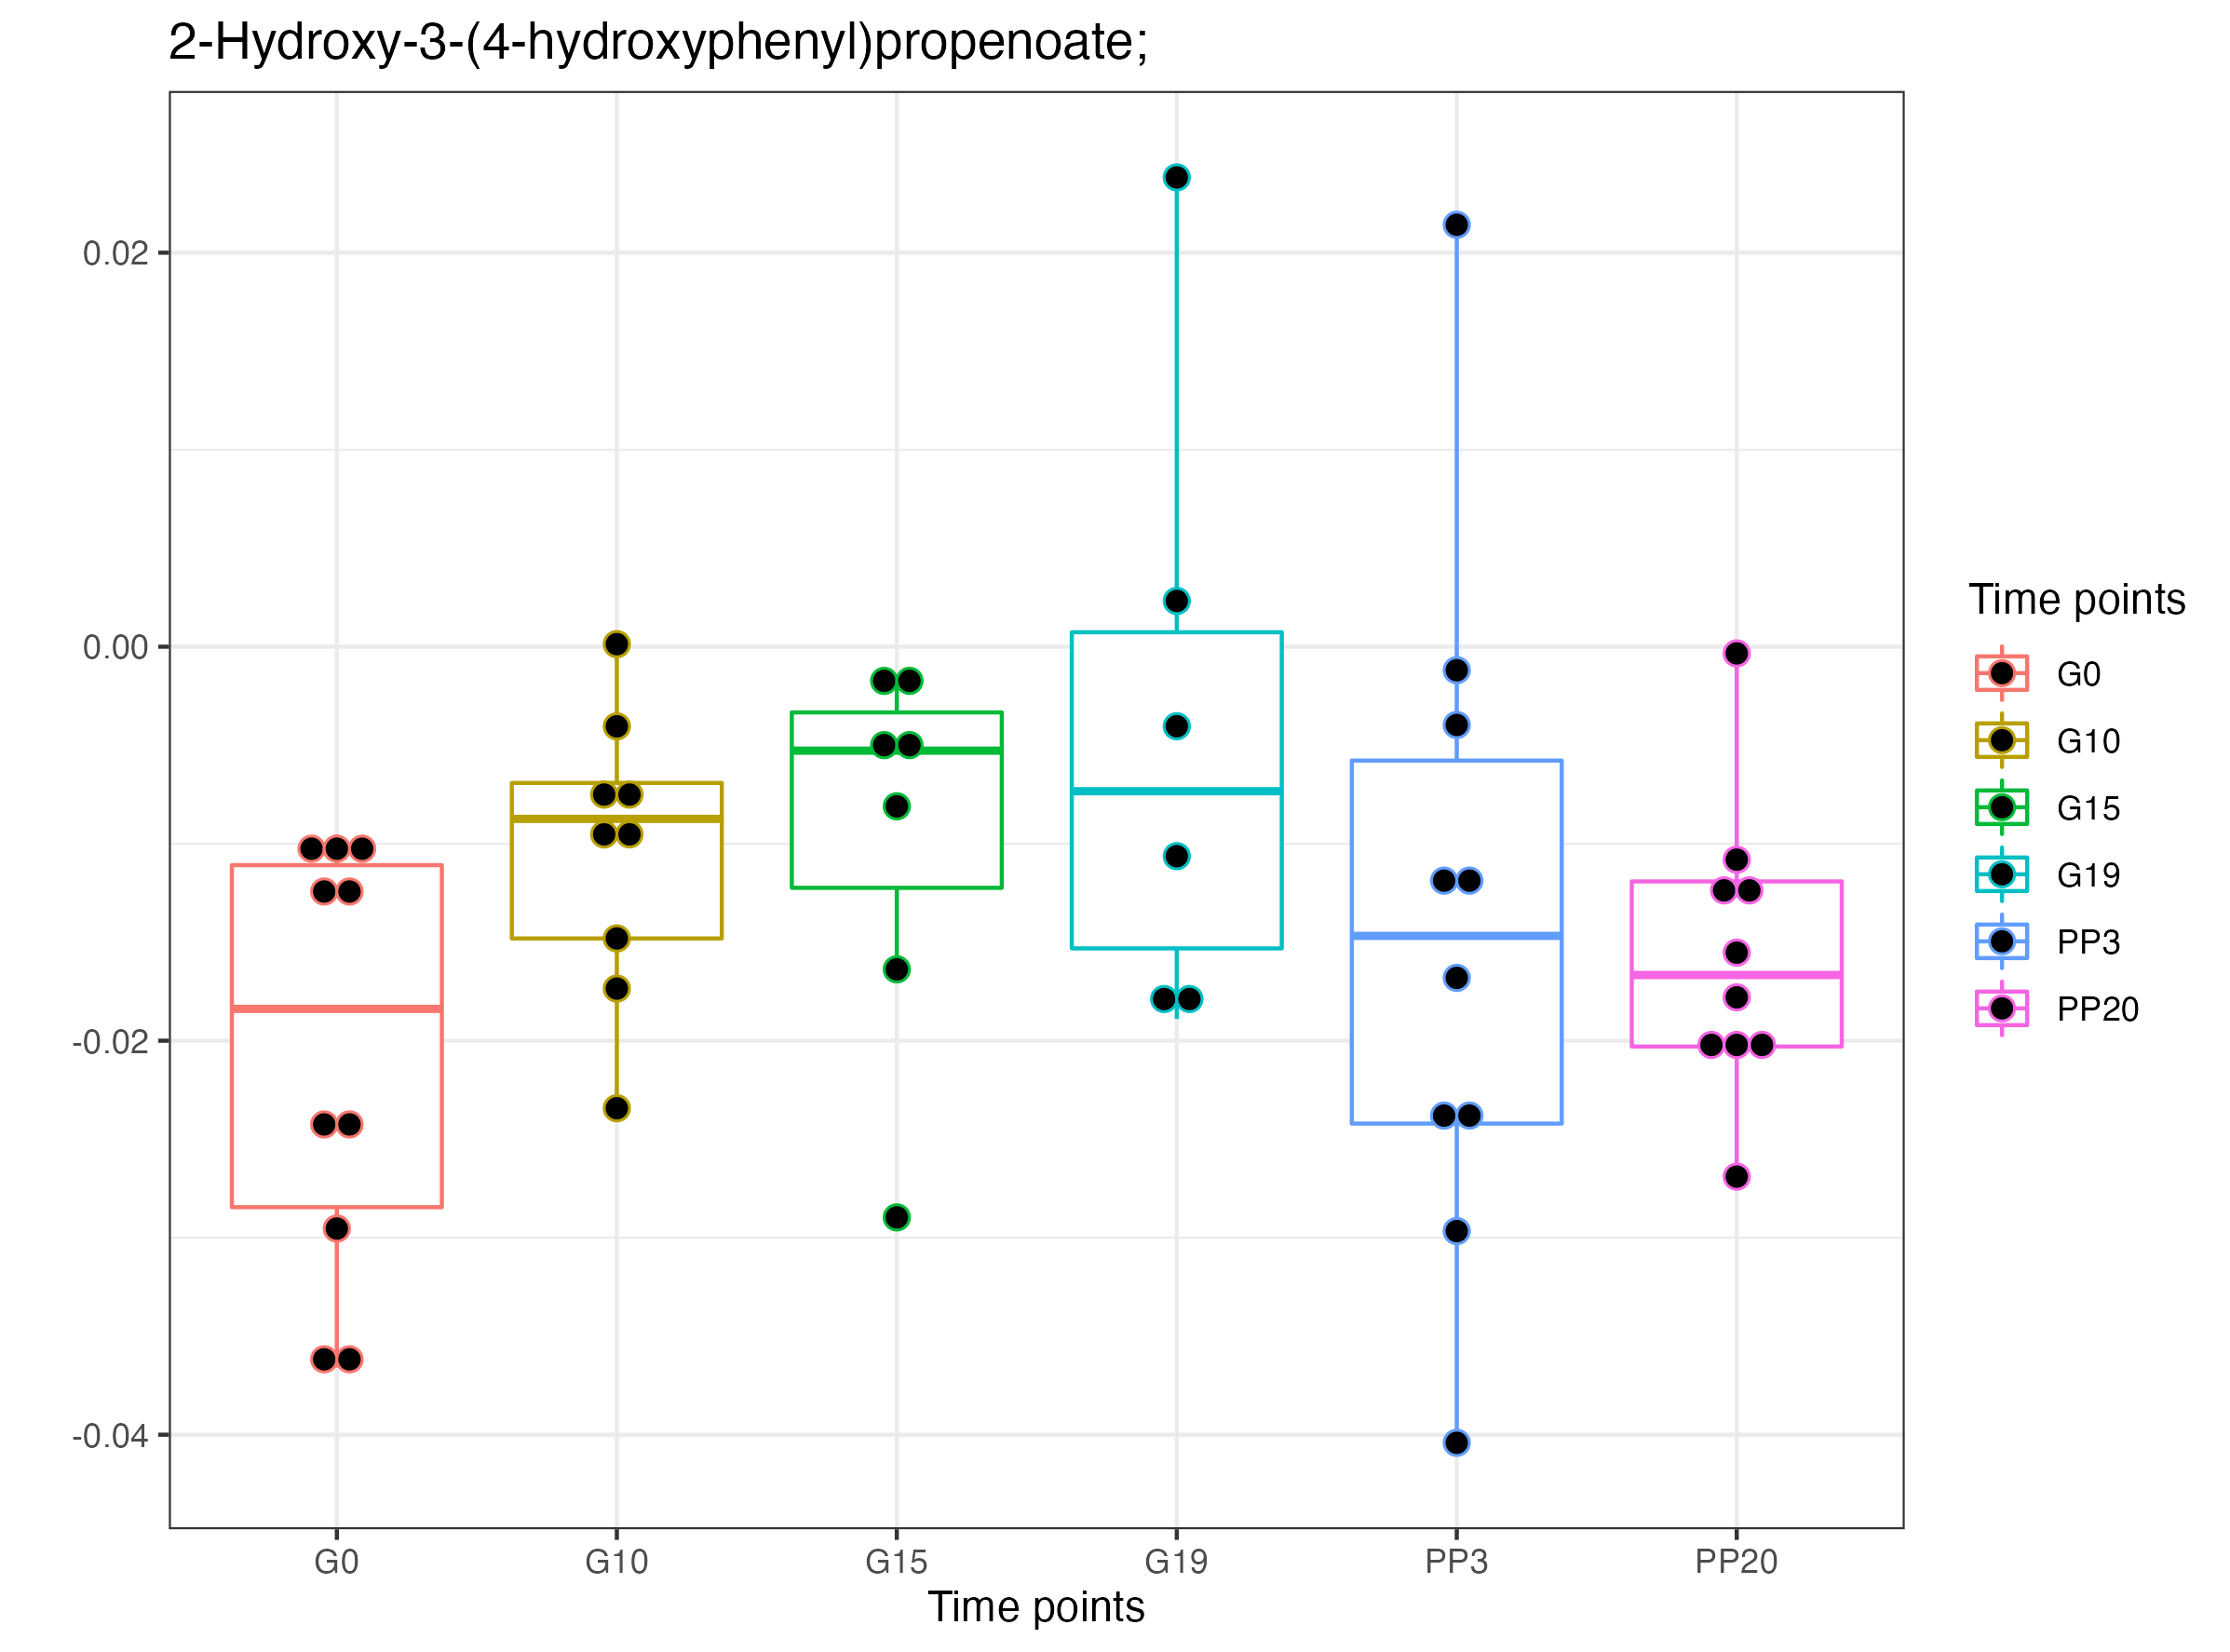 2-Hydroxy-3-(4-hydroxyphenyl)propenoate;
0.02
0.00
-0.02
-0.04
G0 G10 G15 G19 PP3 PP20
Time points
Time points
G0
G10
G15
G19
PP3
PP20